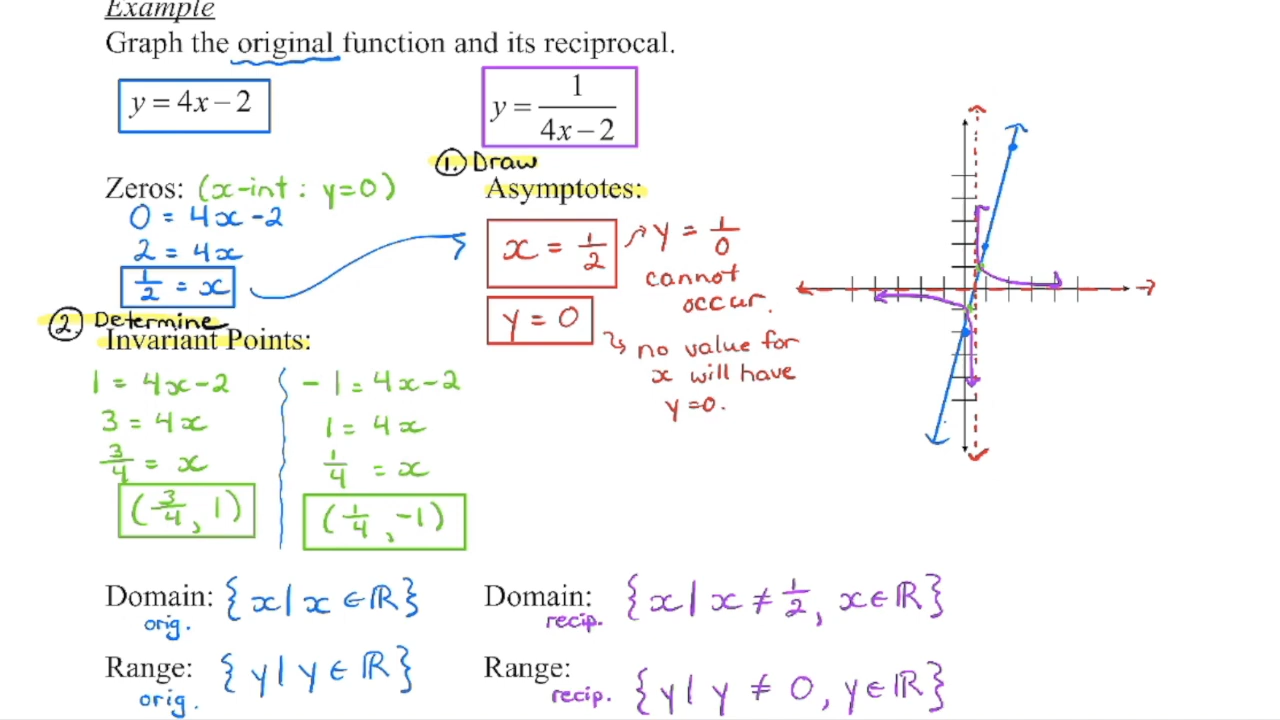 Example
Graph the original function and its reciprocal.
y = 4x – 2
y = 1/(4x – 2)
Zeros: (x-int : y=0)
0 = 4x - 2
2 = 4x
1/2 = x
1. Draw
Asymptotes:
x = 1/2
y = 1/0
cannot
occur.
y = 0
no value for
x will have
y=0.
2. Determine
Invariant Points:
1 = 4x - 2
3 = 4x
3/4 = x
(3/4, 1)
- 1 = 4x - 2
1 = 4x
1/4 = x
(1/4, -1)
Domain: {x | x ∈ ℝ}
orig.
Range: {y | y ∈ ℝ}
orig.
Domain: {x | x ≠ 1/2, x ∈ ℝ}
recip.
Range: {y | y ≠ 0, y ∈ ℝ}
recip.